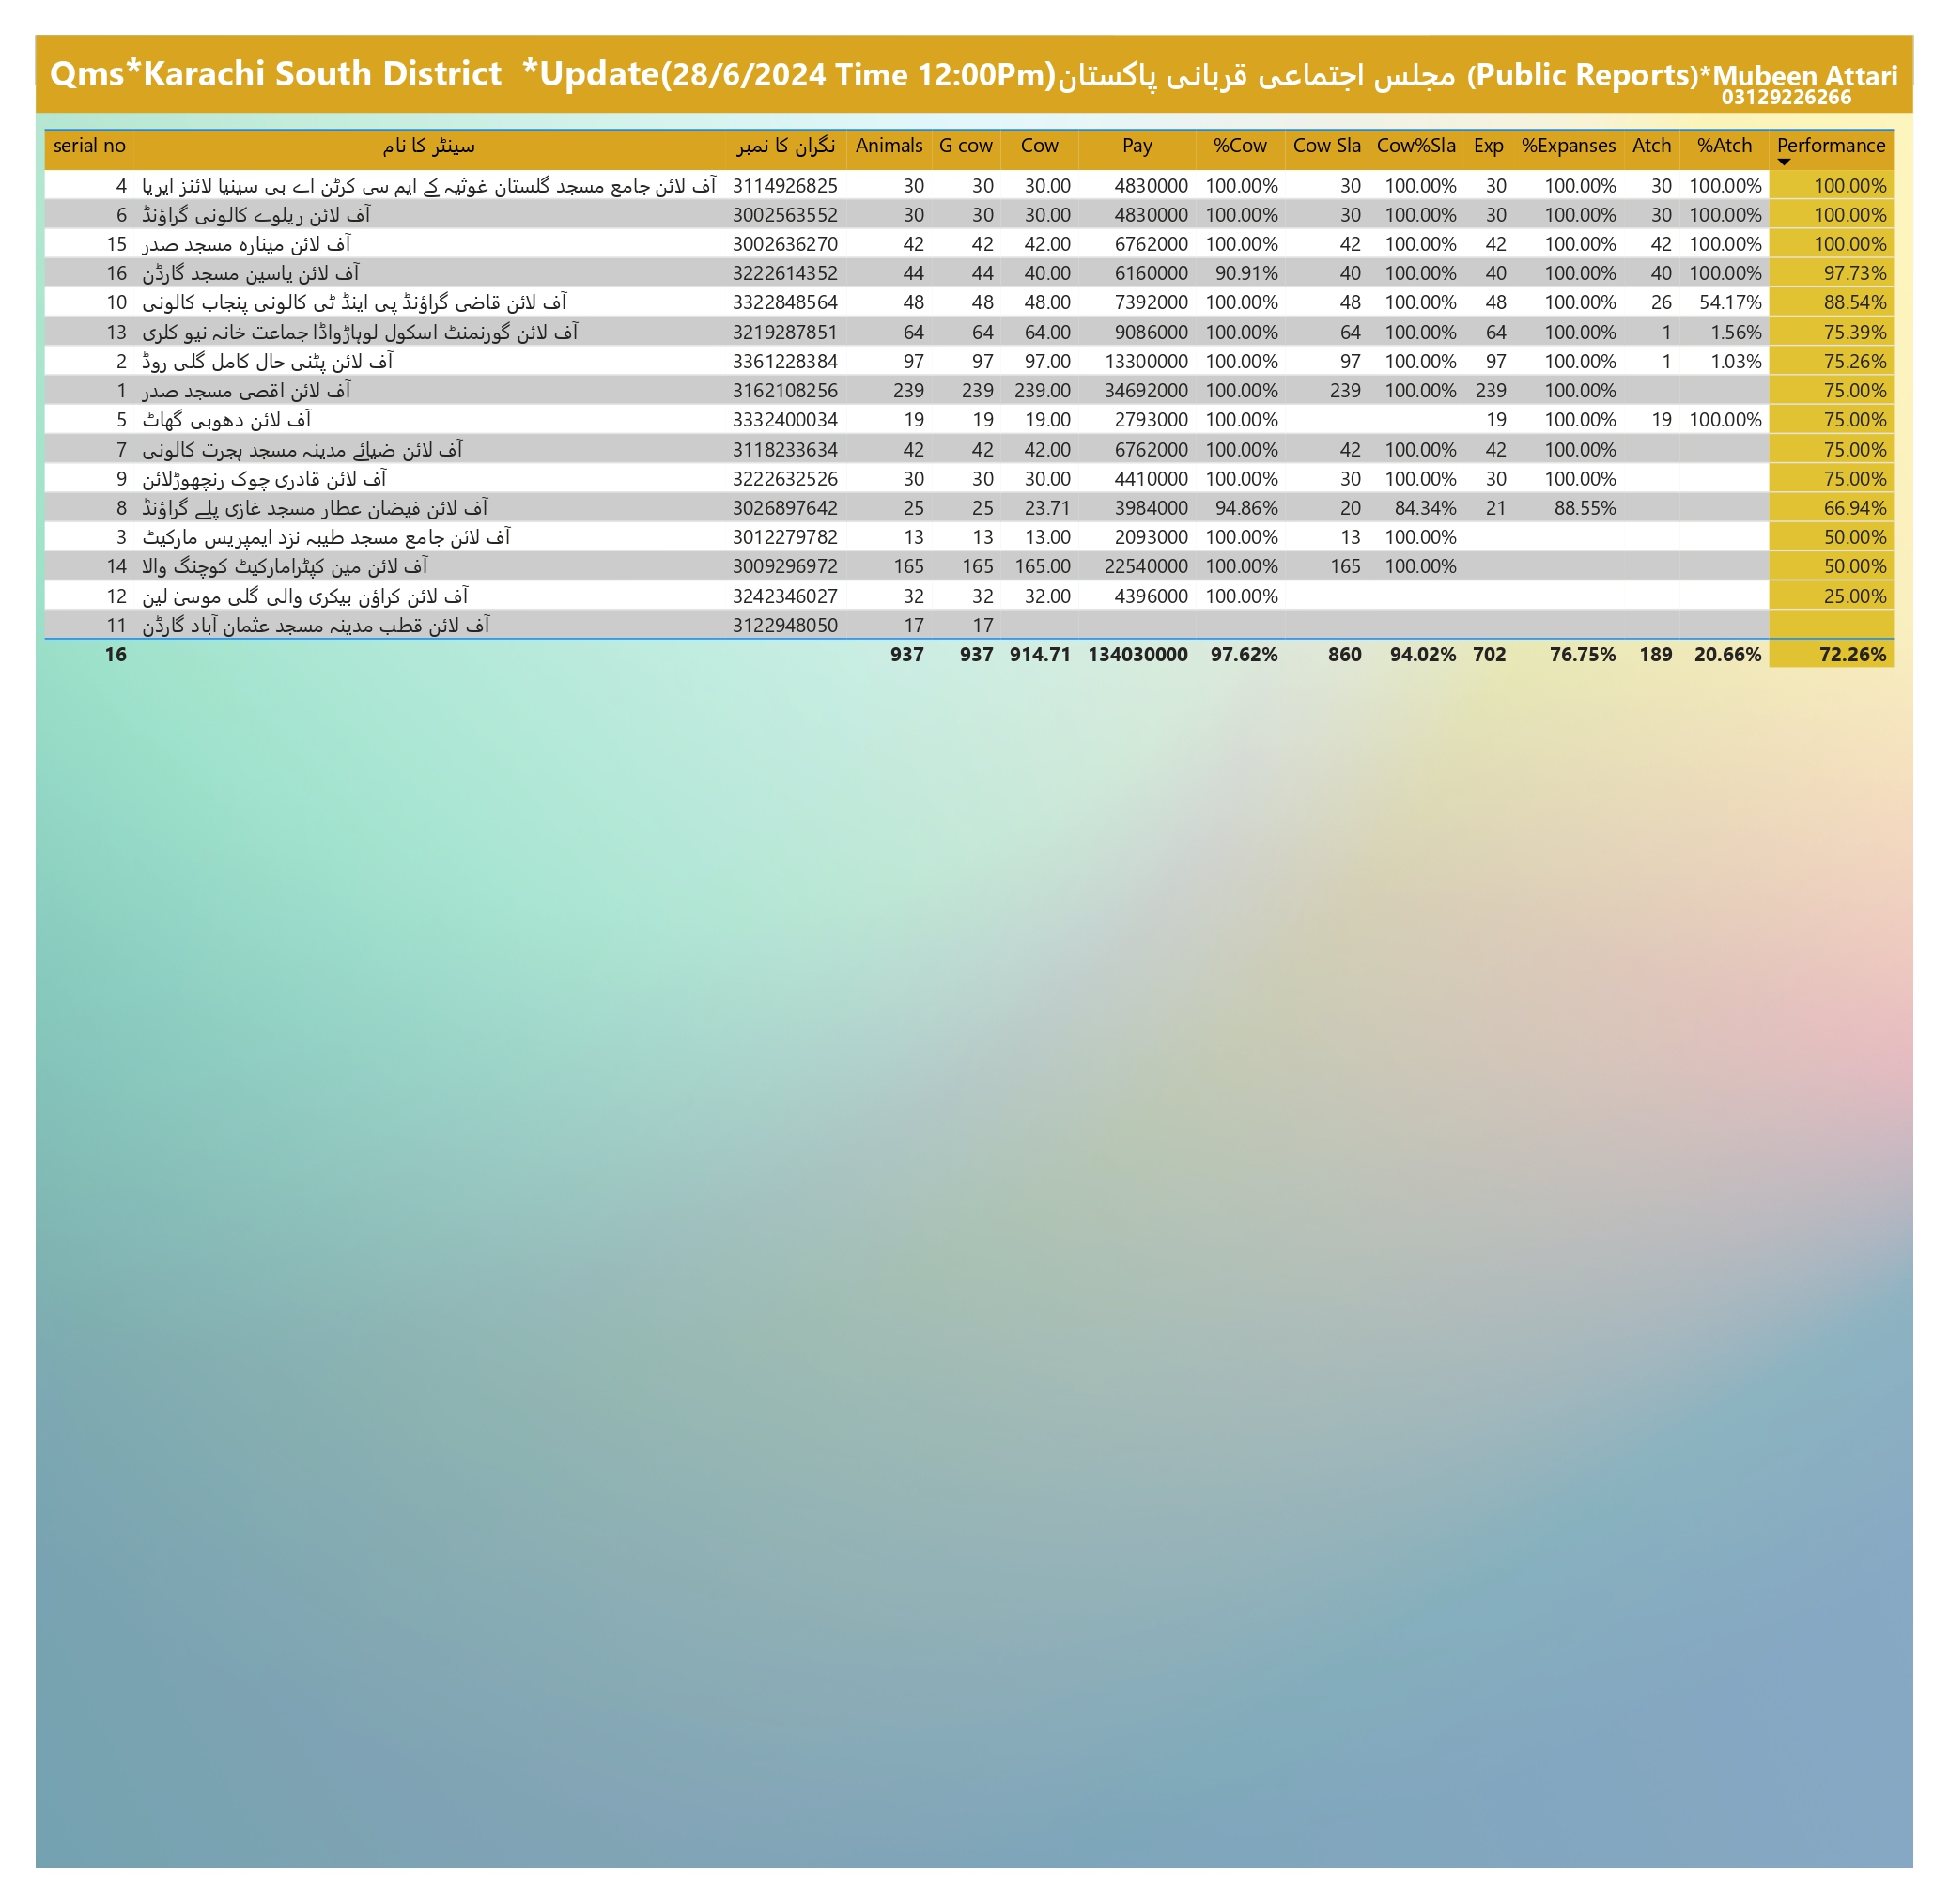 Qms*Karachi South District *Update(28/6/2024 Time 12:00Pm)مجلس اجتماعی قربانی پاکستان (Public Reports)*Mubeen Attari
03129226266
serial no سینٹر کا نام نگران کا نمبر Animals G cow Cow Pay %Cow Cow Sla Cow%Sla Exp %Expanses Atch %Atch Performance
4 آف لائن جامع مسجد گلستان غوثیہ کے ایم سی کرٹن اے بی سینیا لائنز ایریا 3114926825 30 30 30.00 4830000 100.00% 30 100.00% 30 100.00% 30 100.00% 100.00%
6 آف لائن ریلوے کالونی گراؤنڈ 3002563552 30 30 30.00 4830000 100.00% 30 100.00% 30 100.00% 30 100.00% 100.00%
15 آف لائن مینارہ مسجد صدر 3002636270 42 42 42.00 6762000 100.00% 42 100.00% 42 100.00% 42 100.00% 100.00%
16 آف لائن یاسین مسجد گارڈن 3222614352 44 44 40.00 6160000 90.91% 40 100.00% 40 100.00% 40 100.00% 97.73%
10 آف لائن قاضی گراؤنڈ پی اینڈ ٹی کالونی پنجاب کالونی 3322848564 48 48 48.00 7392000 100.00% 48 100.00% 48 100.00% 26 54.17% 88.54%
13 آف لائن گورنمنٹ اسکول لوہاڑواڈا جماعت خانہ نیو کلری 3219287851 64 64 64.00 9086000 100.00% 64 100.00% 64 100.00% 1 1.56% 75.39%
2 آف لائن پٹنی حال کامل گلی روڈ 3361228384 97 97 97.00 13300000 100.00% 97 100.00% 97 100.00% 1 1.03% 75.26%
1 آف لائن اقصی مسجد صدر 3162108256 239 239 239.00 34692000 100.00% 239 100.00% 239 100.00% 75.00%
5 آف لائن دھوبی گھاٹ 3332400034 19 19 19.00 2793000 100.00% 19 100.00% 19 100.00% 75.00%
7 آف لائن ضیائے مدینہ مسجد ہجرت کالونی 3118233634 42 42 42.00 6762000 100.00% 42 100.00% 42 100.00% 75.00%
9 آف لائن قادری چوک رنچھوڑلائن 3222632526 30 30 30.00 4410000 100.00% 30 100.00% 30 100.00% 75.00%
8 آف لائن فیضان عطار مسجد غازی پلے گراؤنڈ 3026897642 25 25 23.71 3984000 94.86% 20 84.34% 21 88.55% 66.94%
3 آف لائن جامع مسجد طیبہ نزد ایمپریس مارکیٹ 3012279782 13 13 13.00 2093000 100.00% 13 100.00% 50.00%
14 آف لائن مین کپٹرامارکیٹ کوچنگ والا 3009296972 165 165 165.00 22540000 100.00% 165 100.00% 50.00%
12 آف لائن کراؤن بیکری والی گلی موسیٰ لین 3242346027 32 32 32.00 4396000 100.00% 25.00%
11 آف لائن قطب مدینہ مسجد عثمان آباد گارڈن 3122948050 17 17
16 937 937 914.71 134030000 97.62% 860 94.02% 702 76.75% 189 20.66% 72.26%